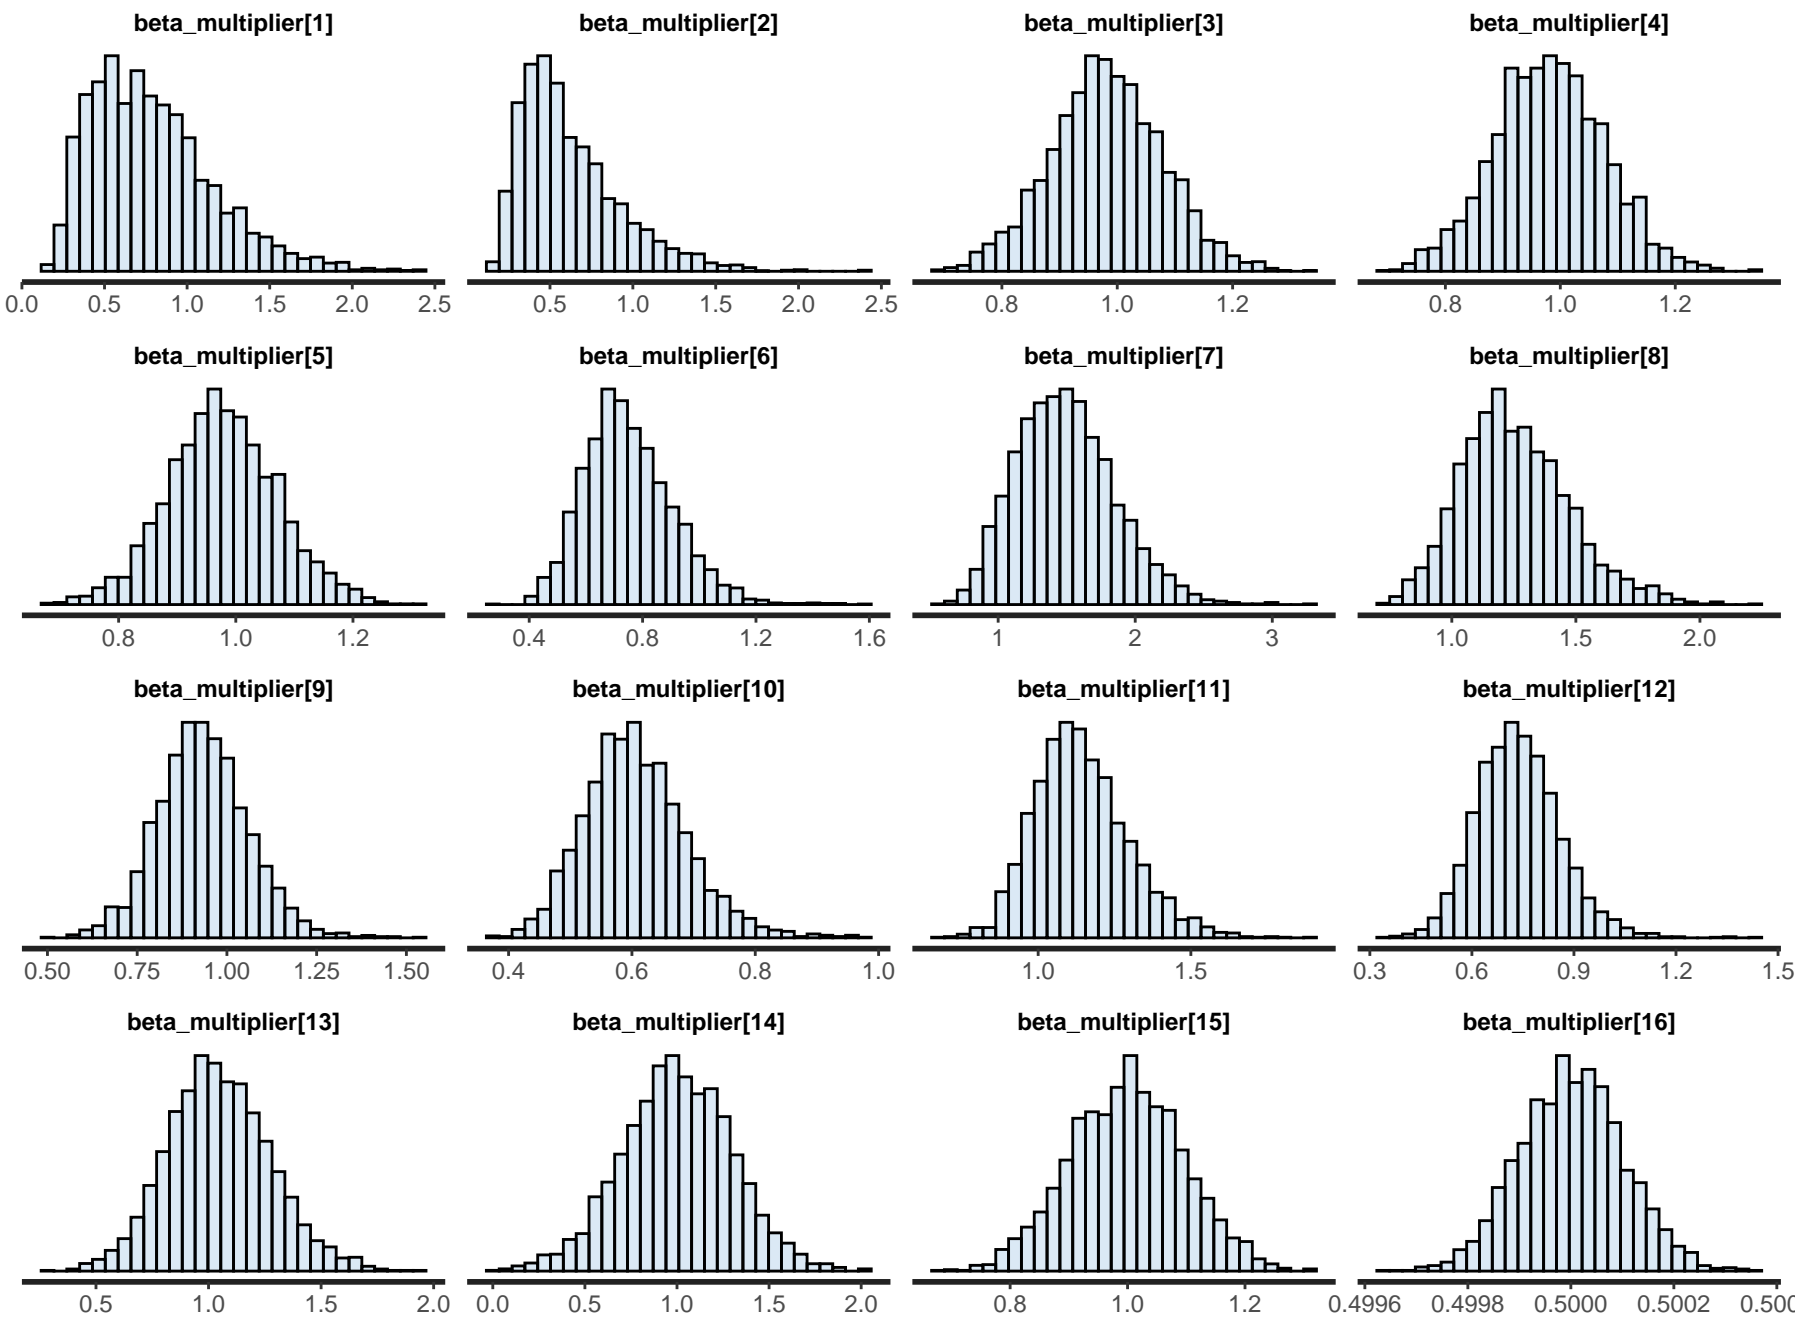 beta_multiplier[1] beta_multiplier[2] beta_multiplier[3] beta_multiplier[4]
0.0 0.5 1.0 1.5 2.0 2.5 0.5 1.0 1.5 2.0 2.5 0.8 1.0 1.2 0.8 1.0 1.2
beta_multiplier[5] beta_multiplier[6] beta_multiplier[7] beta_multiplier[8]
0.8 1.0 1.2 0.4 0.8 1.2 1.6 1 2 3 1.0 1.5 2.0
beta_multiplier[9] beta_multiplier[10] beta_multiplier[11] beta_multiplier[12]
0.50 0.75 1.00 1.25 1.50 0.4 0.6 0.8 1.0 1.0 1.5 0.3 0.6 0.9 1.2 1.5
beta_multiplier[13] beta_multiplier[14] beta_multiplier[15] beta_multiplier[16]
0.5 1.0 1.5 2.0 0.0 0.5 1.0 1.5 2.0 0.8 1.0 1.2 0.4996 0.4998 0.5000 0.5002